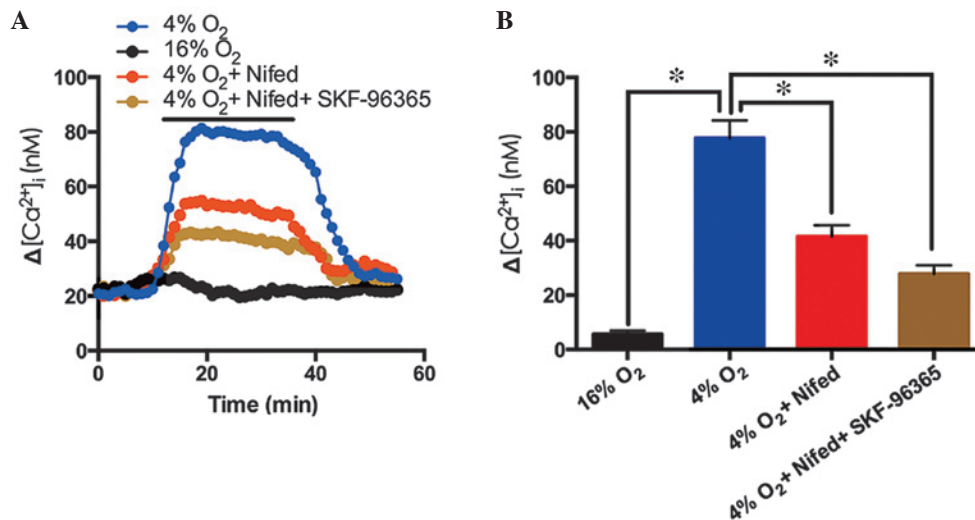 A
4% O₂
16% O₂
4% O₂+ Nifed
4% O₂+ Nifed+ SKF-96365
Δ[Ca²⁺]ᵢ (nM)
100
80
60
40
20
0
0
20
40
60
Time (min)
B
*
*
*
Δ[Ca²⁺]ᵢ (nM)
100
80
60
40
20
0
16% O₂
4% O₂
4% O₂+ Nifed
4% O₂+ Nifed+ SKF-96365